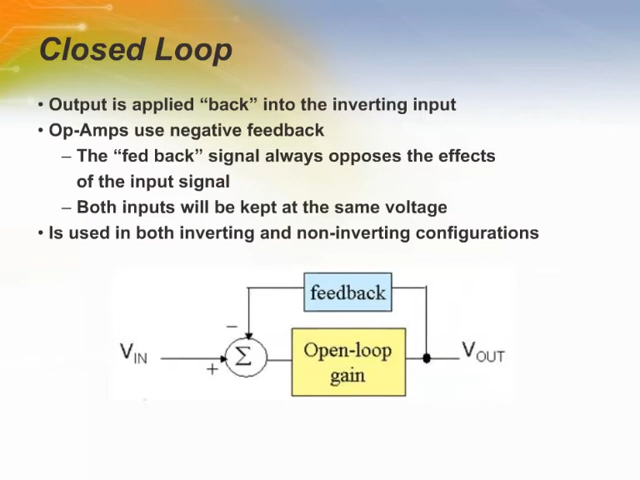 Closed Loop
• Output is applied “back” into the inverting input
• Op-Amps use negative feedback
– The “fed back” signal always opposes the effects
of the input signal
– Both inputs will be kept at the same voltage
• Is used in both inverting and non-inverting configurations
feedback
−
VIN
+
Σ
Open-loop
gain
VOUT